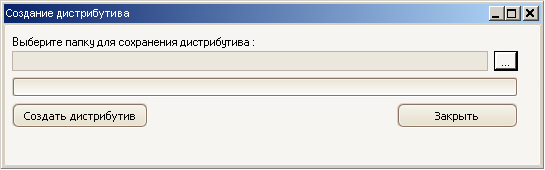 Создание дистрибутива
Выберите папку для сохранения дистрибутива :
...
Создать дистрибутив
Закрыть